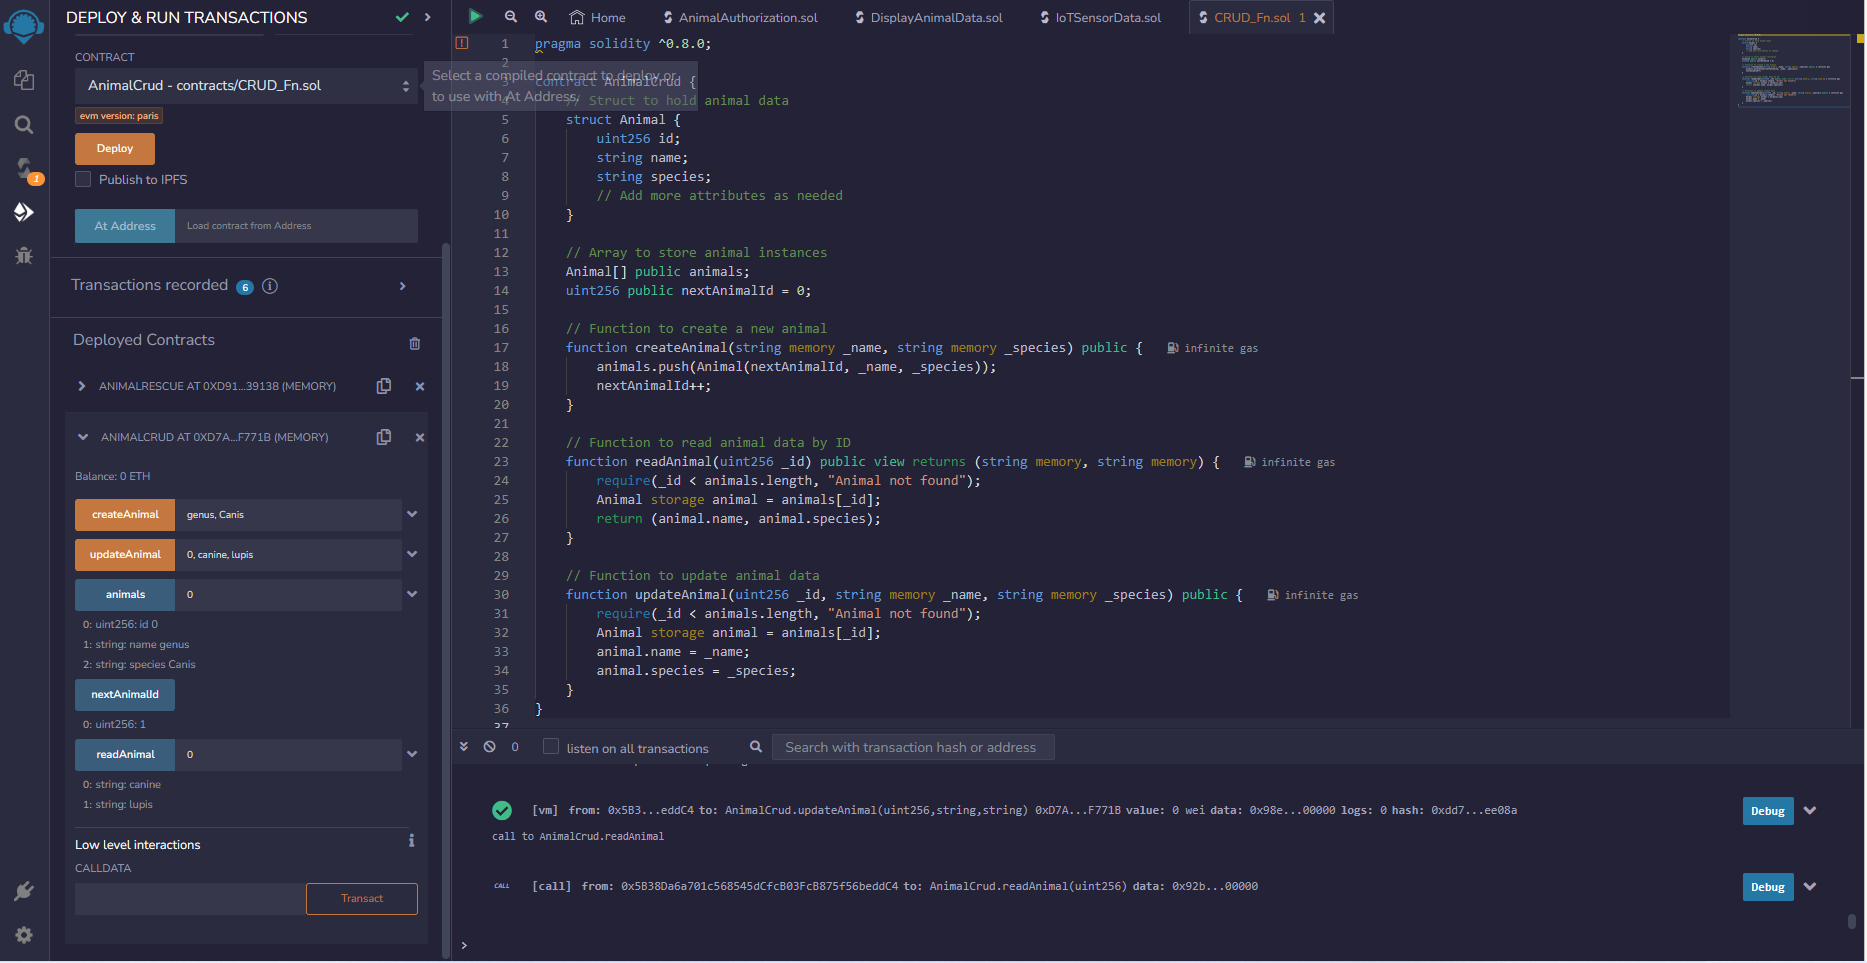 DEPLOY & RUN TRANSACTIONS
CONTRACT
AnimalCrud - contracts/CRUD_Fn.sol
evm version: paris
Deploy
Publish to IPFS
At Address Load contract from Address
Transactions recorded 6
Deployed Contracts
ANIMALRESCUE AT 0XD91...39138 (MEMORY)
ANIMALCRUD AT 0XD7A...F771B (MEMORY)
Balance: 0 ETH
createAnimal genus, Canis
updateAnimal 0, canine, lupis
animals 0
0: uint256: id 0
1: string: name genus
2: string: species Canis
nextAnimalId
0: uint256: 1
readAnimal 0
0: string: canine
1: string: lupis
Low level interactions
CALLDATA
Transact
1
Home AnimalAuthorization.sol DisplayAnimalData.sol IoTSensorData.sol CRUD_Fn.sol 1
Select a compiled contract to deploy or
to use with At Address.
1 pragma solidity ^0.8.0;
2
3 contract AnimalCrud {
4 // Struct to hold animal data
5 struct Animal {
6 uint256 id;
7 string name;
8 string species;
9 // Add more attributes as needed
10 }
11
12 // Array to store animal instances
13 Animal[] public animals;
14 uint256 public nextAnimalId = 0;
15
16 // Function to create a new animal
17 function createAnimal(string memory _name, string memory _species) public { infinite gas
18 animals.push(Animal(nextAnimalId, _name, _species));
19 nextAnimalId++;
20 }
21
22 // Function to read animal data by ID
23 function readAnimal(uint256 _id) public view returns (string memory, string memory) { infinite gas
24 require(_id < animals.length, "Animal not found");
25 Animal storage animal = animals[_id];
26 return (animal.name, animal.species);
27 }
28
29 // Function to update animal data
30 function updateAnimal(uint256 _id, string memory _name, string memory _species) public { infinite gas
31 require(_id < animals.length, "Animal not found");
32 Animal storage animal = animals[_id];
33 animal.name = _name;
34 animal.species = _species;
35 }
36 }
37
0 listen on all transactions Search with transaction hash or address
[vm] from: 0x5B3...eddC4 to: AnimalCrud.updateAnimal(uint256,string,string) 0xD7A...F771B value: 0 wei data: 0x98e...00000 logs: 0 hash: 0xdd7...ee08a Debug
call to AnimalCrud.readAnimal
CALL [call] from: 0x5B38Da6a701c568545dCfcB03FcB875f56beddC4 to: AnimalCrud.readAnimal(uint256) data: 0x92b...00000 Debug
>